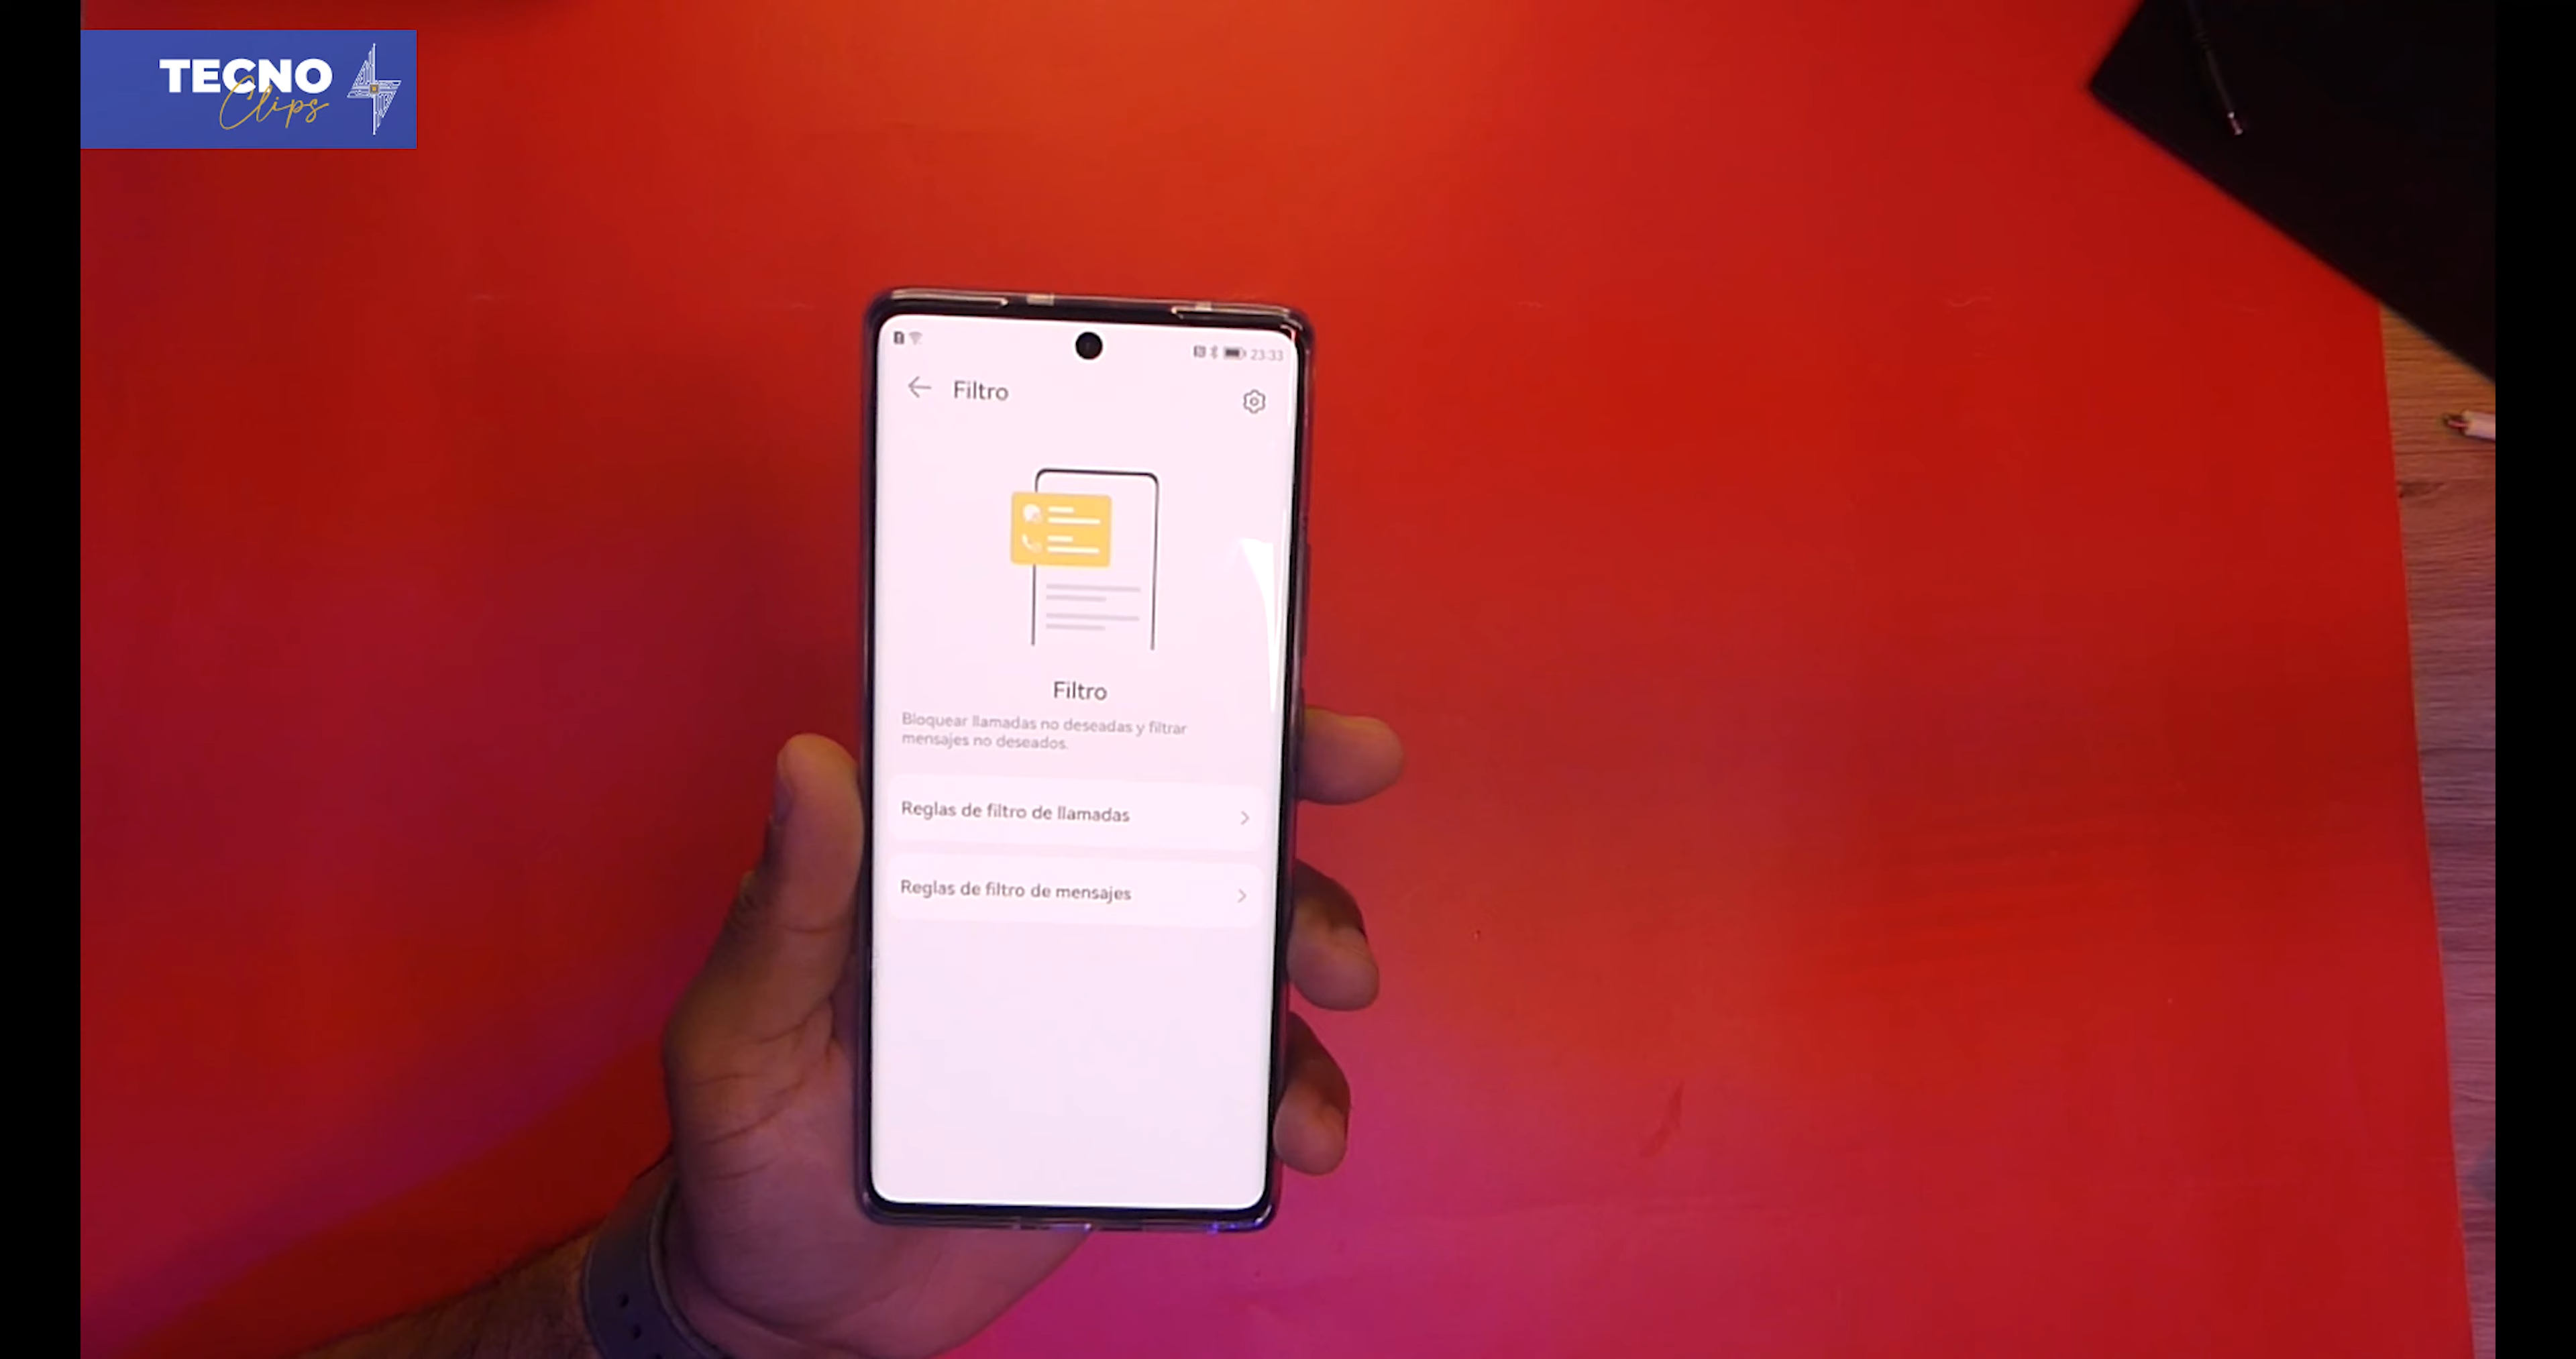 TECNO
Clips
23:33
Filtro
Filtro
Bloquear llamadas no deseadas y filtrar
mensajes no deseados.
Reglas de filtro de llamadas
Reglas de filtro de mensajes